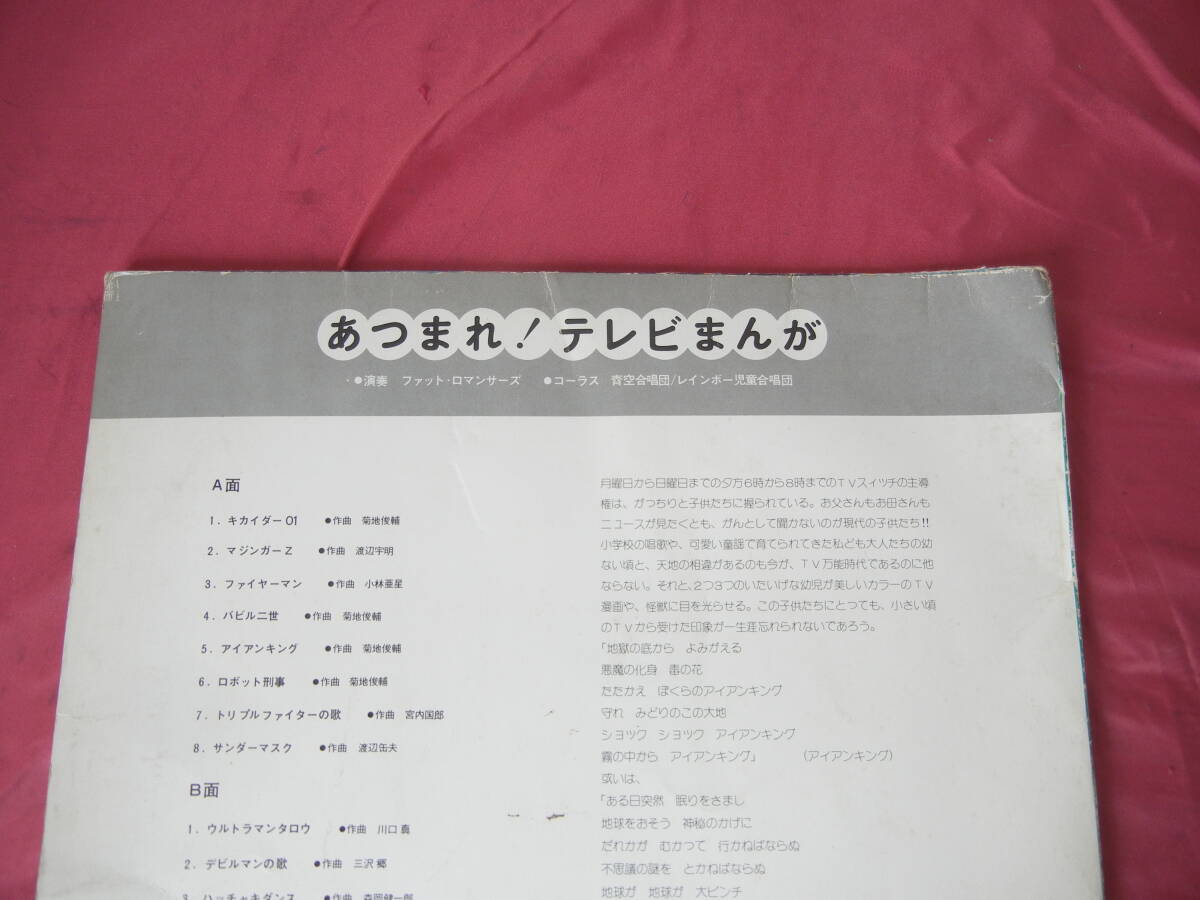 あつまれ!テレビまんが
●演奏 ファット・ロマンサーズ ●コーラス 青空合唱団/レインボー児童合唱団
A面
1. キカイダー01 ●作曲 菊地俊輔
2. マジンガーZ ●作曲 渡辺宇明
3. ファイヤーマン ●作曲 小林亜星
4. バビル二世 ●作曲 菊地俊輔
5. アイアンキング ●作曲 菊地俊輔
6. ロボット刑事 ●作曲 菊地俊輔
7. トリプルファイターの歌 ●作曲 宮内国郎
8. サンダーマスク ●作曲 渡辺缶夫
B面
1. ウルトラマンタロウ ●作曲 川口真
2. デビルマンの歌 ●作曲 三沢郷
3. ハッチャキダンス ●作曲 森岡健一郎
月曜日から日曜日までの夕方6時から8時までのTVスイツチの主導
権は、がつちりと子供たちに握られている。お父さんもお田さんも
ニュースが見たくとも、がんとして聞かないのが現代の子供たち!!
小学校の唱歌や、可愛い童謡で育てられてきた私ども大人たちの幼
ない頃と、天地の相違があるのも今が、TV万能時代であるのに他
ならない。それと、2つ3つのいたいげな幼児が美しいカラーのTV
漫画や、怪獣に目を光らせる。この子供たちにとつても、小さい頃
のTVから受けた印象が一生涯忘れられないであろう。
「地獄の底から よみがえる
悪魔の化身 毒の花
たたかえ ぼくらのアイアンキング
守れ みどりのこの大地
ショツク ショツク アイアンキング
霧の中から アイアンキング」 (アイアンキング)
或いは、
「ある日突然 眠りをさまし
地球をおそう 神秘のかげに
だれかが むかつて 行かねばならぬ
不思議の謎を とかねばならぬ
地球が 地球が 大ピンチ